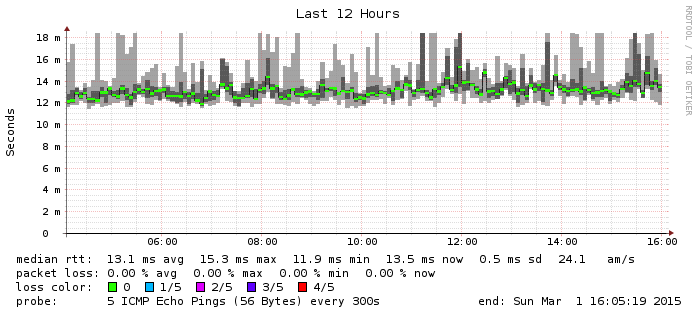 Last 12 Hours
RRDTOOL / TOBI OETIKER
Seconds
18 m
16 m
14 m
12 m
10 m
8 m
6 m
4 m
2 m
0
06:00 08:00 10:00 12:00 14:00 16:00
median rtt: 13.1 ms avg 15.3 ms max 11.9 ms min 13.5 ms now 0.5 ms sd 24.1 am/s
packet loss: 0.00 % avg 0.00 % max 0.00 % min 0.00 % now
loss color: 0 1/5 2/5 3/5 4/5
probe: 5 ICMP Echo Pings (56 Bytes) every 300s end: Sun Mar 1 16:05:19 2015